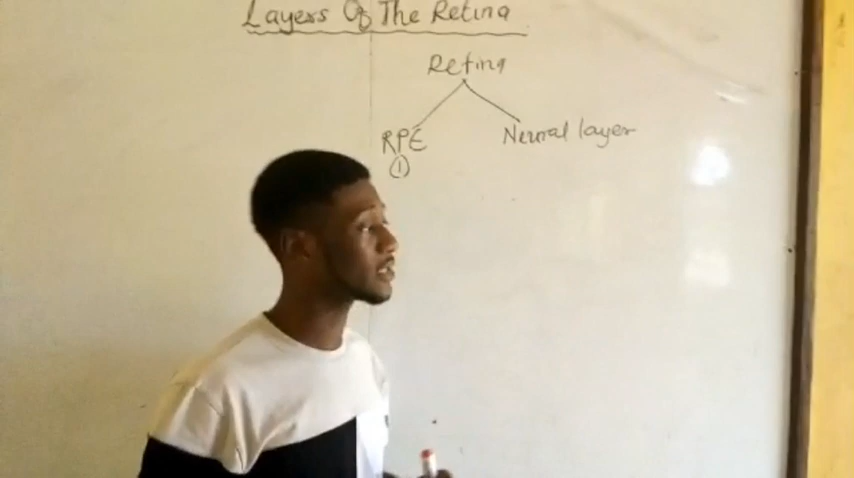 Layers Of The Retina
Retina
RPE
Neural layer
1